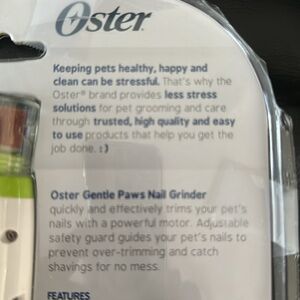 Oster
Keeping pets healthy, happy and
clean can be stressful. That's why the
Oster® brand provides less stress
solutions for pet grooming and care
through trusted, high quality and easy
to use products that help you get the
job done. :)
Oster Gentle Paws Nail Grinder
quickly and effectively trims your pet's
nails with a powerful motor. Adjustable
safety guard guides your pet's nails to
prevent over-trimming and catch
shavings for no mess.
FEATURES